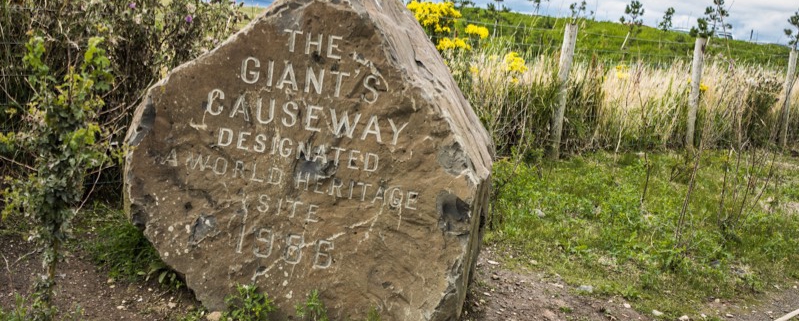 THE
GIANT'S
CAUSEWAY
DESIGNATED
A WORLD HERITAGE
SITE
1986